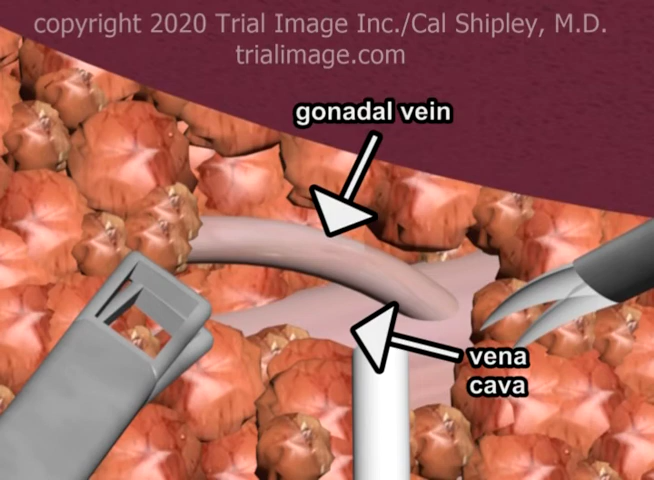 copyright 2020 Trial Image Inc./Cal Shipley, M.D.
trialimage.com
gonadal vein
vena
cava